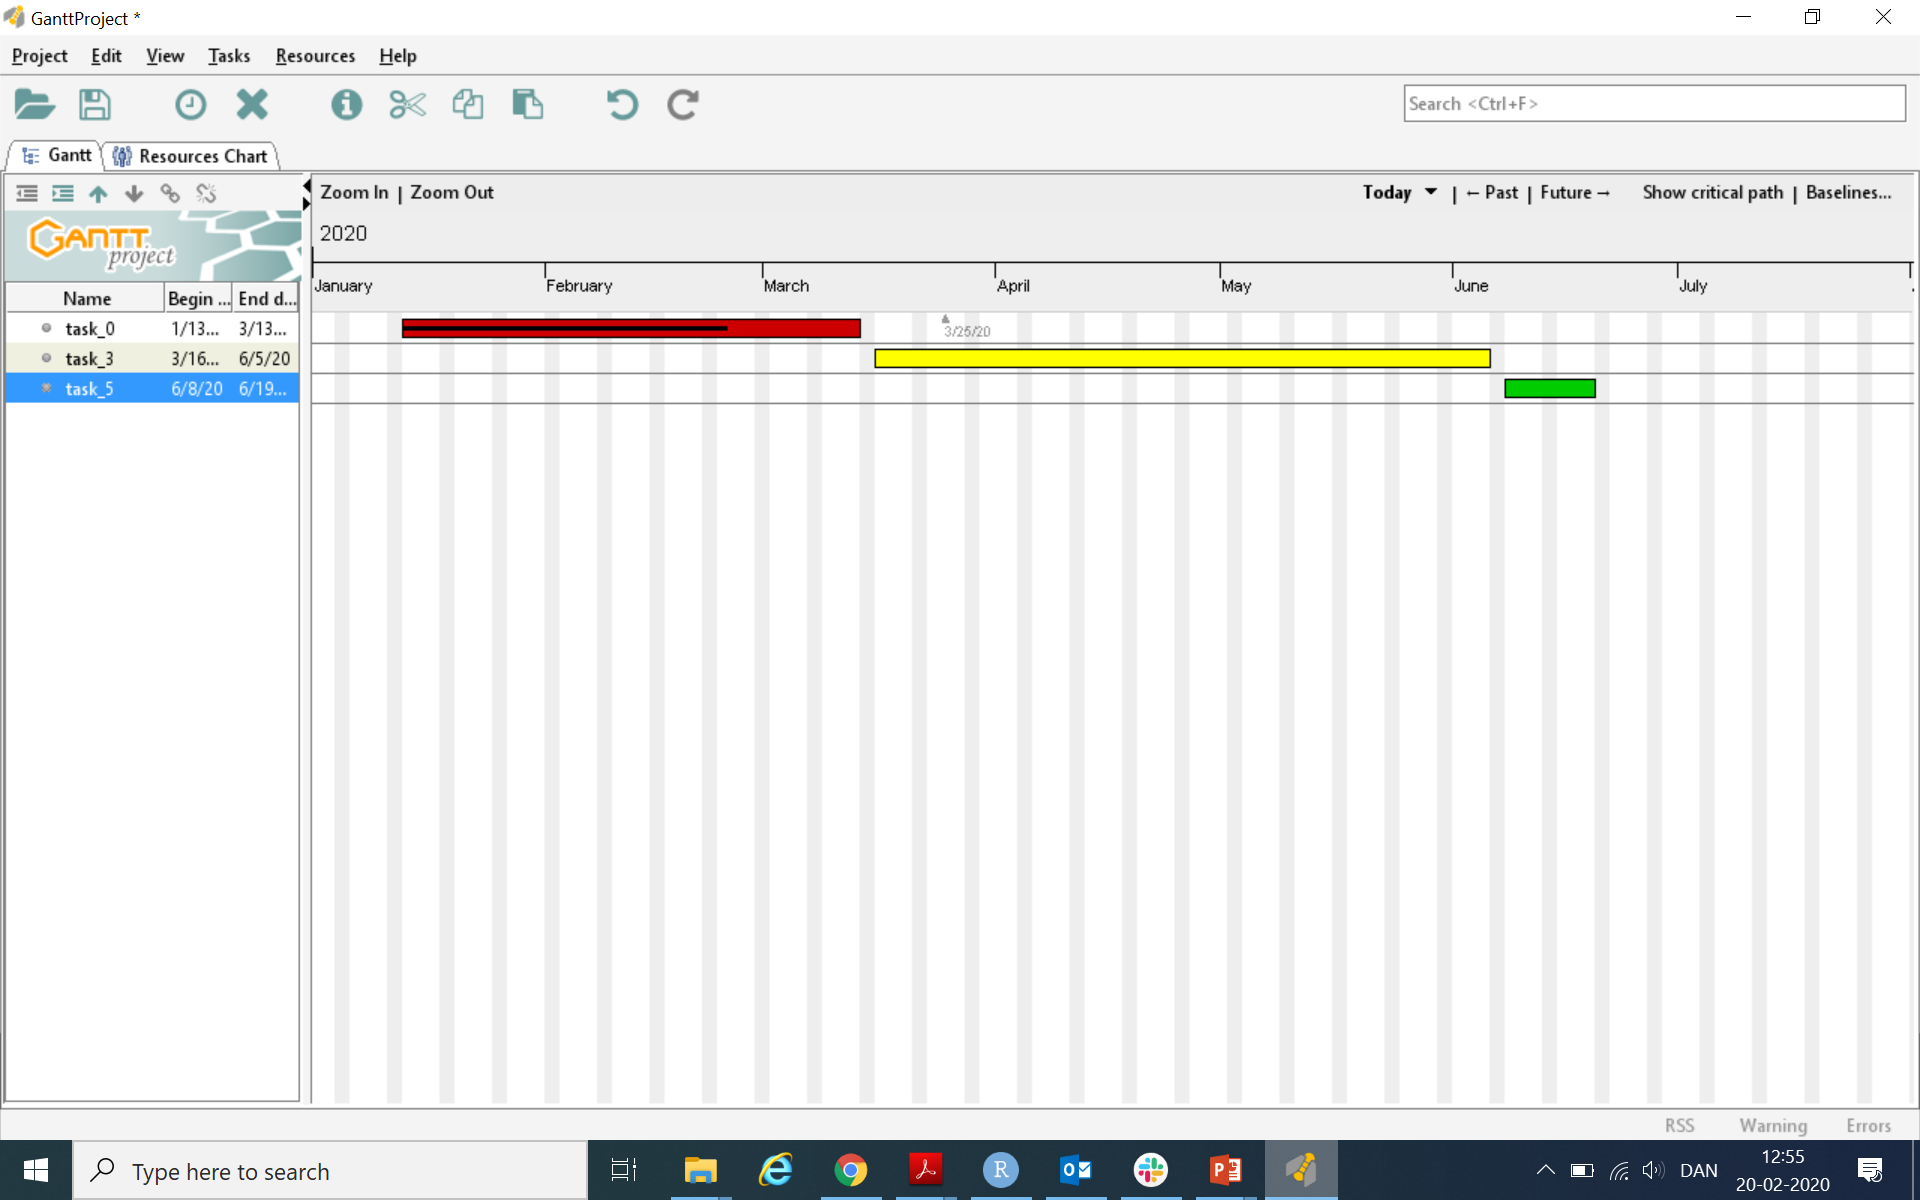 GanttProject *
Project Edit View Tasks Resources Help
Search <Ctrl+F>
Gantt Resources Chart
Zoom In | Zoom Out Today | ← Past | Future → Show critical path | Baselines...
GANTT project
2020
January February March April May June July
Name Begin ... End d...
task_0 1/13... 3/13...
3/25/20
task_3 3/16... 6/5/20
task_5 6/8/20 6/19...
RSS Warning Errors
Type here to search
DAN
12:55
20-02-2020